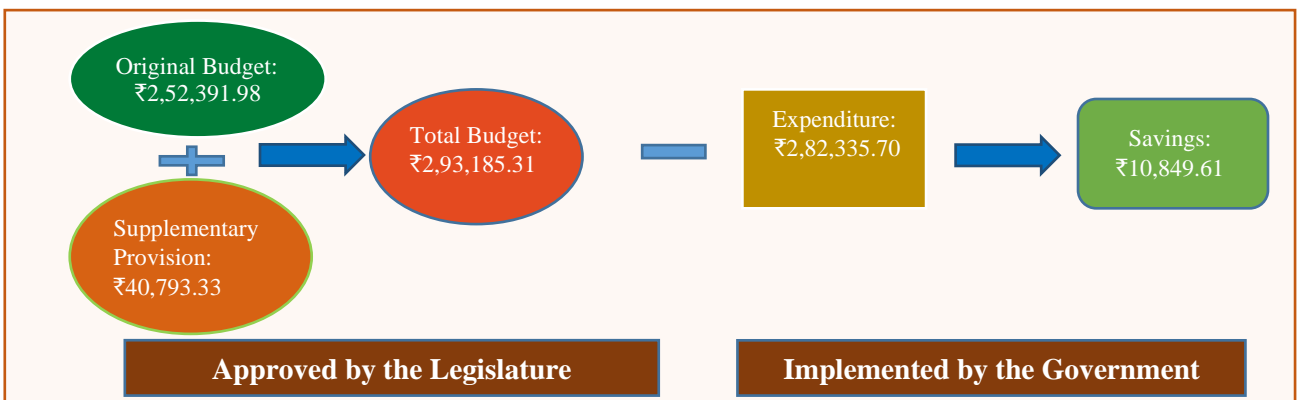 Original Budget:
₹2,52,391.98
Supplementary
Provision:
₹40,793.33
Total Budget:
₹2,93,185.31
Expenditure:
₹2,82,335.70
Savings:
₹10,849.61
Approved by the Legislature
Implemented by the Government